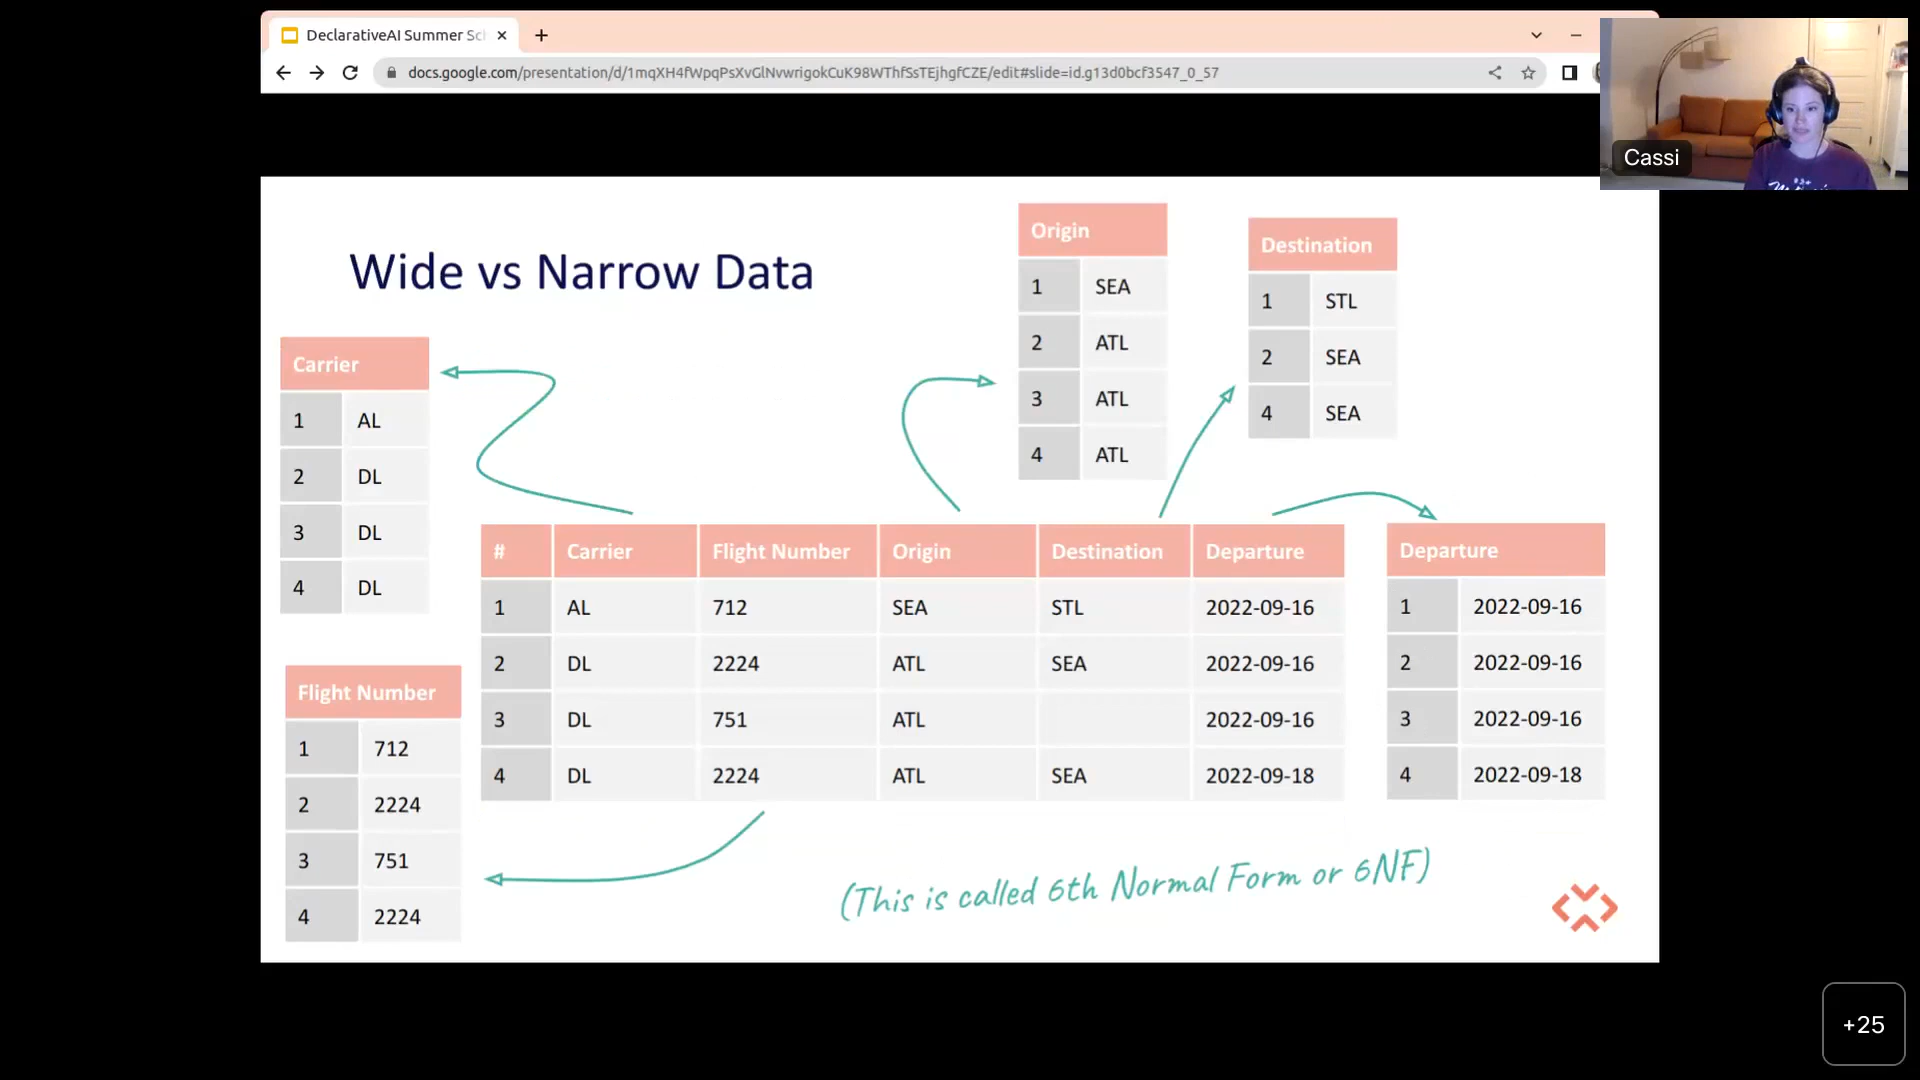 DeclarativeAI Summer Sc
docs.google.com/presentation/d/1mqXH4fWpqPsXvGlNvwrigokCuK98WThfSsTEjhgfCZE/edit#slide=id.g13d0bcf3547_0_57
Cassi
Wide vs Narrow Data
Origin
1 SEA
2 ATL
3 ATL
4 ATL
Destination
1 STL
2 SEA
4 SEA
Carrier
1 AL
2 DL
3 DL
4 DL
# Carrier Flight Number Origin Destination Departure
1 AL 712 SEA STL 2022-09-16
2 DL 2224 ATL SEA 2022-09-16
3 DL 751 ATL 2022-09-16
4 DL 2224 ATL SEA 2022-09-18
Departure
1 2022-09-16
2 2022-09-16
3 2022-09-16
4 2022-09-18
Flight Number
1 712
2 2224
3 751
4 2224
(This is called 6th Normal Form or 6NF)
+25